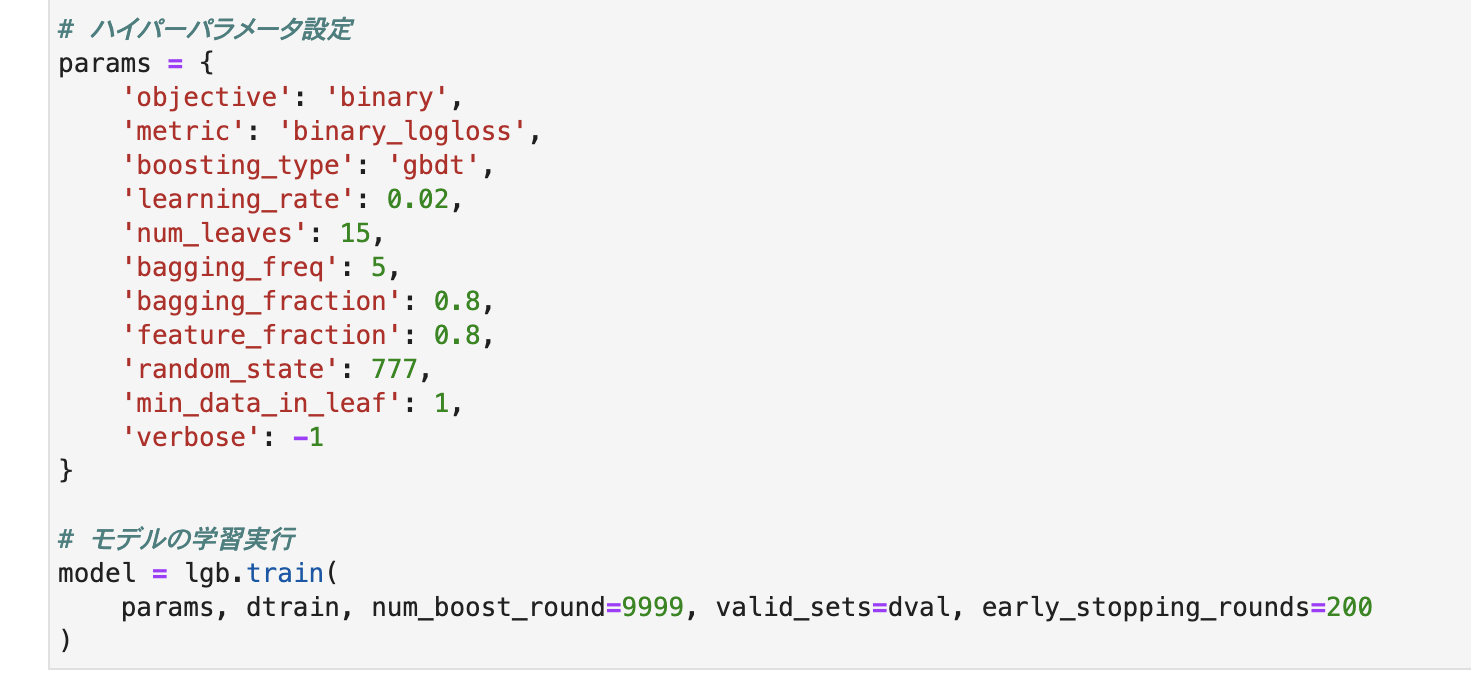 # ハイパーパラメータ設定
params = {
    'objective': 'binary',
    'metric': 'binary_logloss',
    'boosting_type': 'gbdt',
    'learning_rate': 0.02,
    'num_leaves': 15,
    'bagging_freq': 5,
    'bagging_fraction': 0.8,
    'feature_fraction': 0.8,
    'random_state': 777,
    'min_data_in_leaf': 1,
    'verbose': -1
}
# モデルの学習実行
model = lgb.train(
    params, dtrain, num_boost_round=9999, valid_sets=dval, early_stopping_rounds=200
)